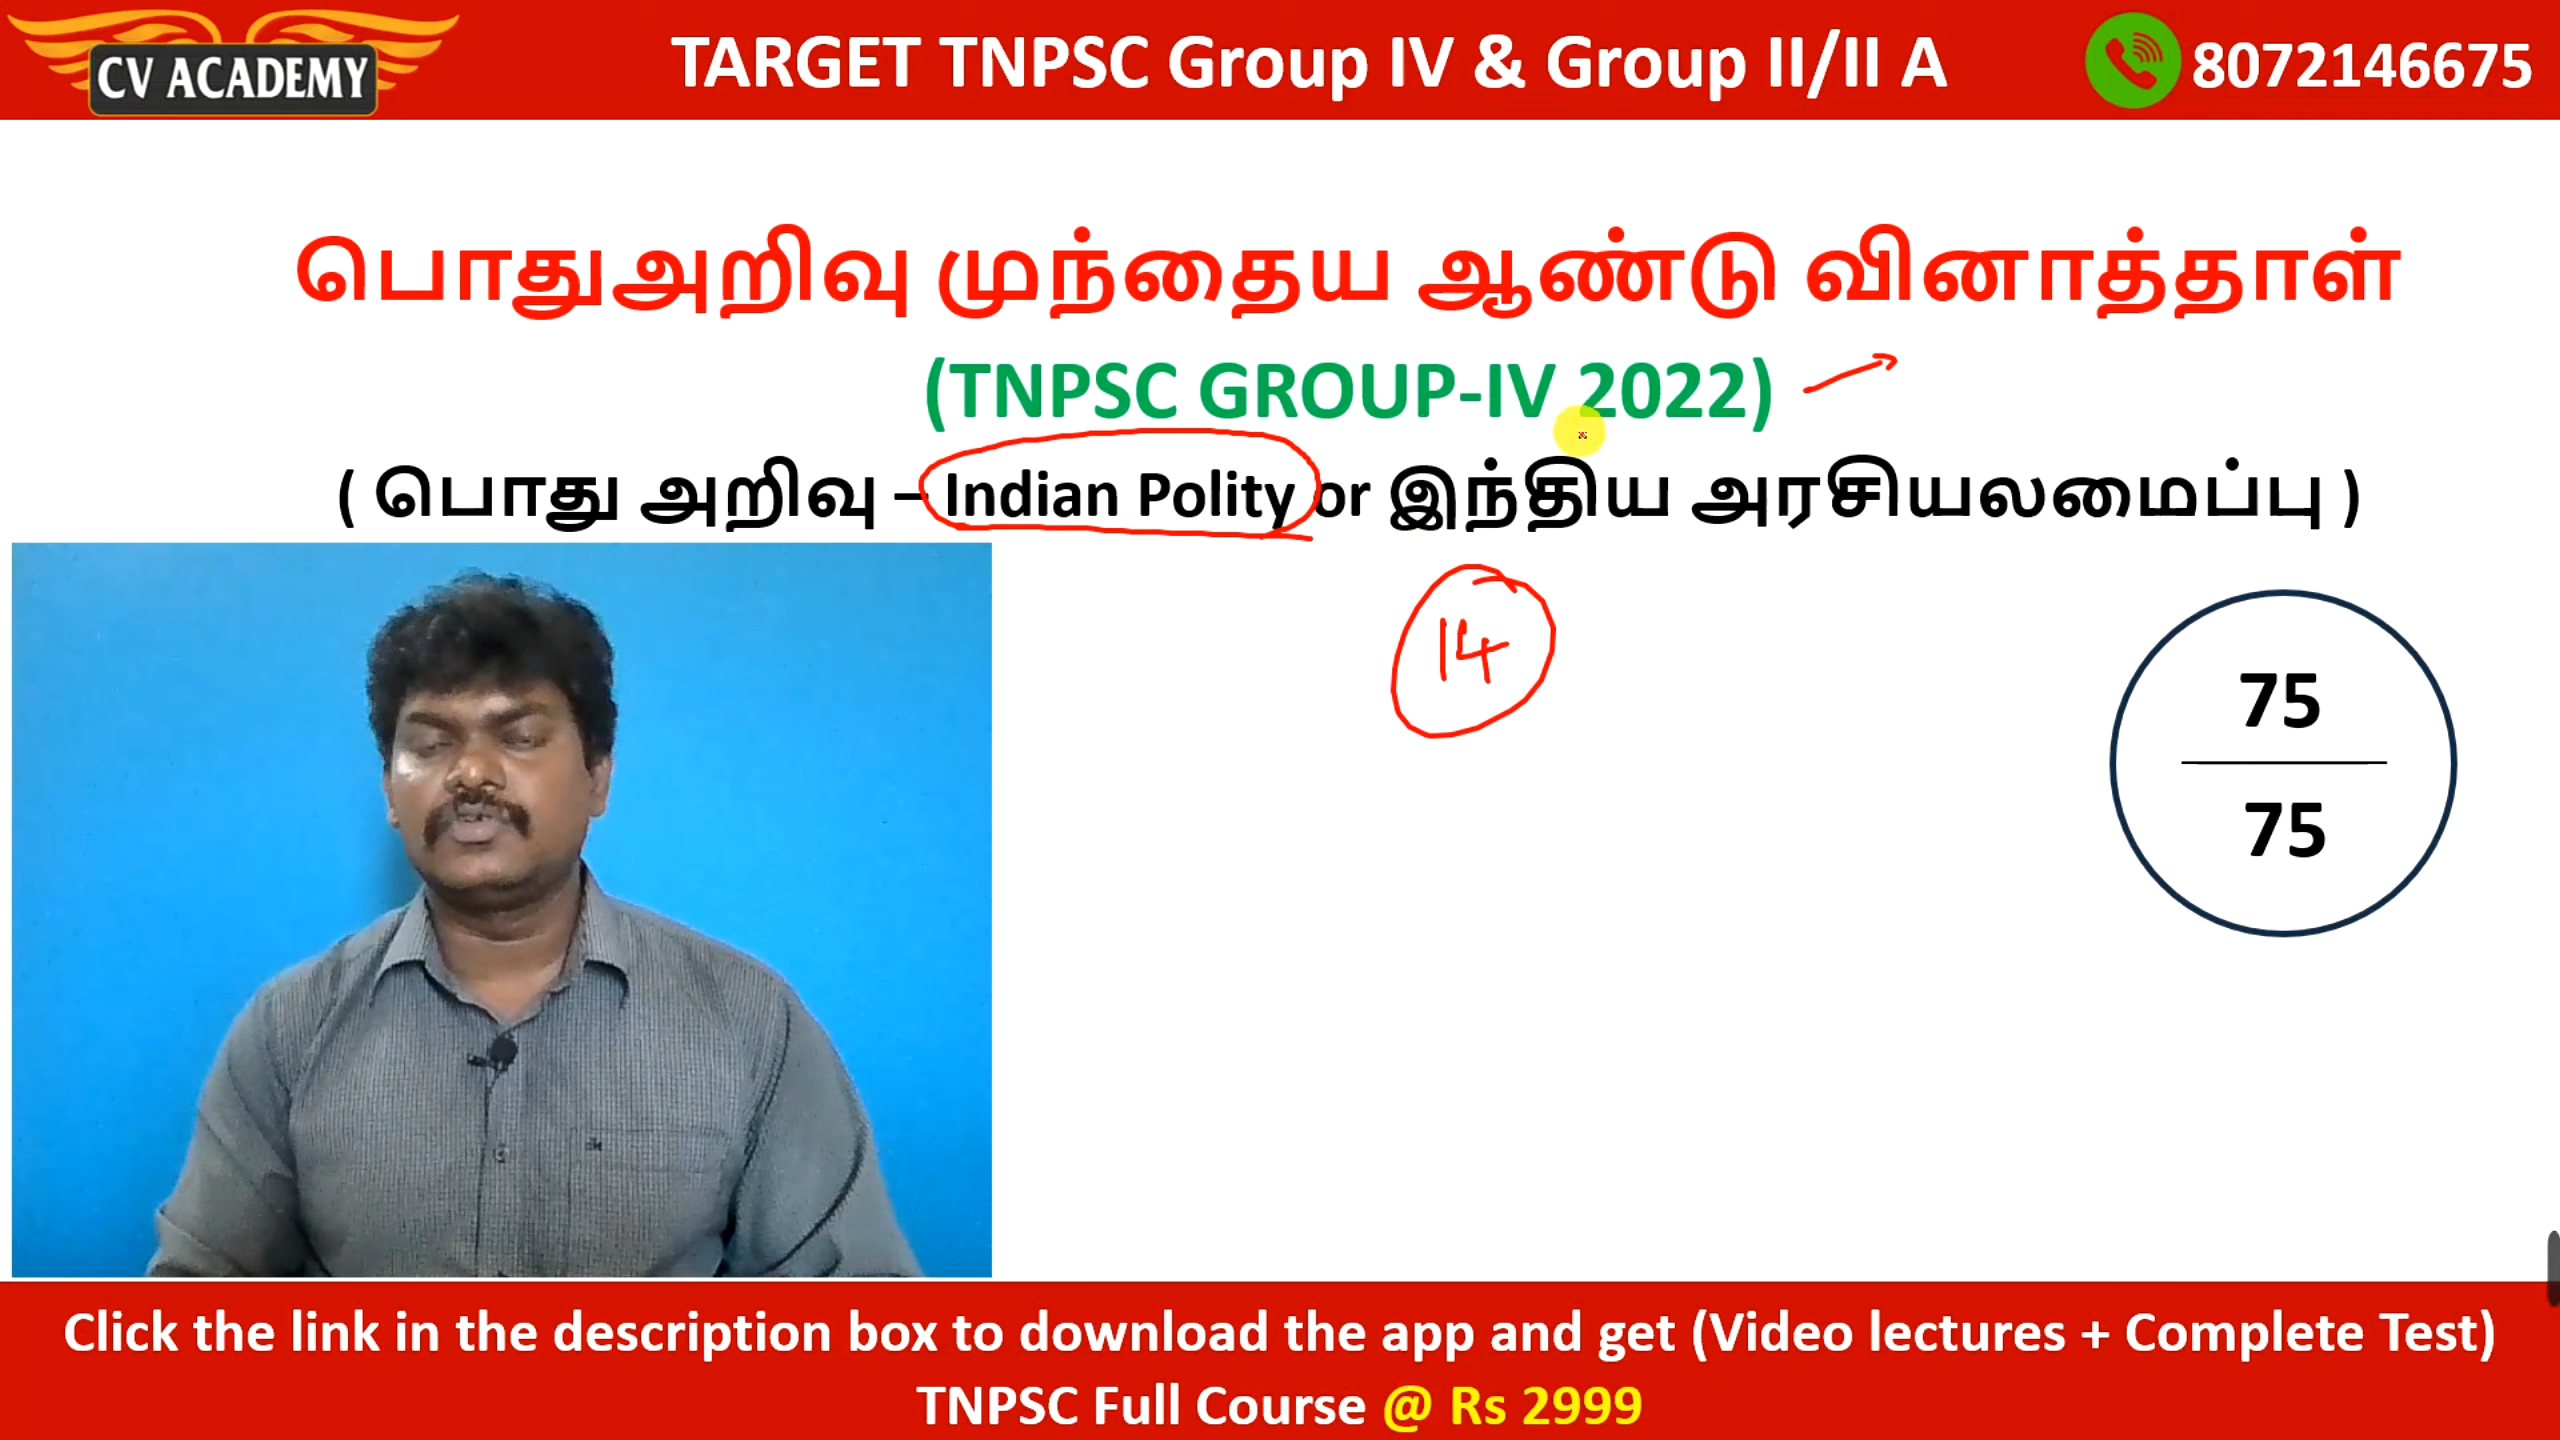 CV ACADEMY
TARGET TNPSC Group IV & Group II/II A
8072146675
பொதுஅறிவு முந்தைய ஆண்டு வினாத்தாள்
(TNPSC GROUP-IV 2022)
( பொது அறிவு – Indian Polity or இந்திய அரசியலமைப்பு )
14
75
75
Click the link in the description box to download the app and get (Video lectures + Complete Test)
TNPSC Full Course @ Rs 2999